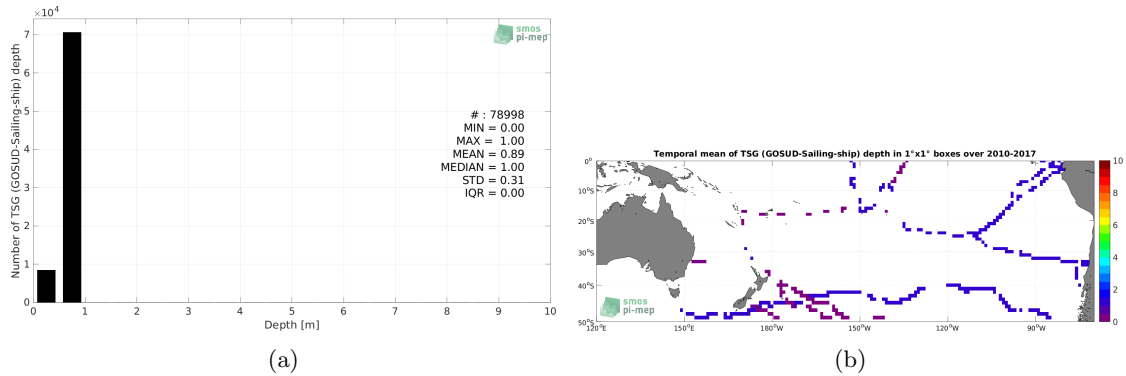 ×10⁴
7
6
5
4
3
2
1
0
Number of TSG (GOSUD-Sailing-ship) depth
0 1 2 3 4 5 6 7 8 9 10
Depth [m]
smos
pi-mep
# : 78998
MIN = 0.00
MAX = 1.00
MEAN = 0.89
MEDIAN = 1.00
STD = 0.31
IQR = 0.00
(a)
Temporal mean of TSG (GOSUD-Sailing-ship) depth in 1°x1° boxes over 2010-2017
0°
10°S
20°S
30°S
40°S
50°S
120°E 150°E 180°W 150°W 120°W 90°W
smos
pi-mep
10
8
6
4
2
0
(b)